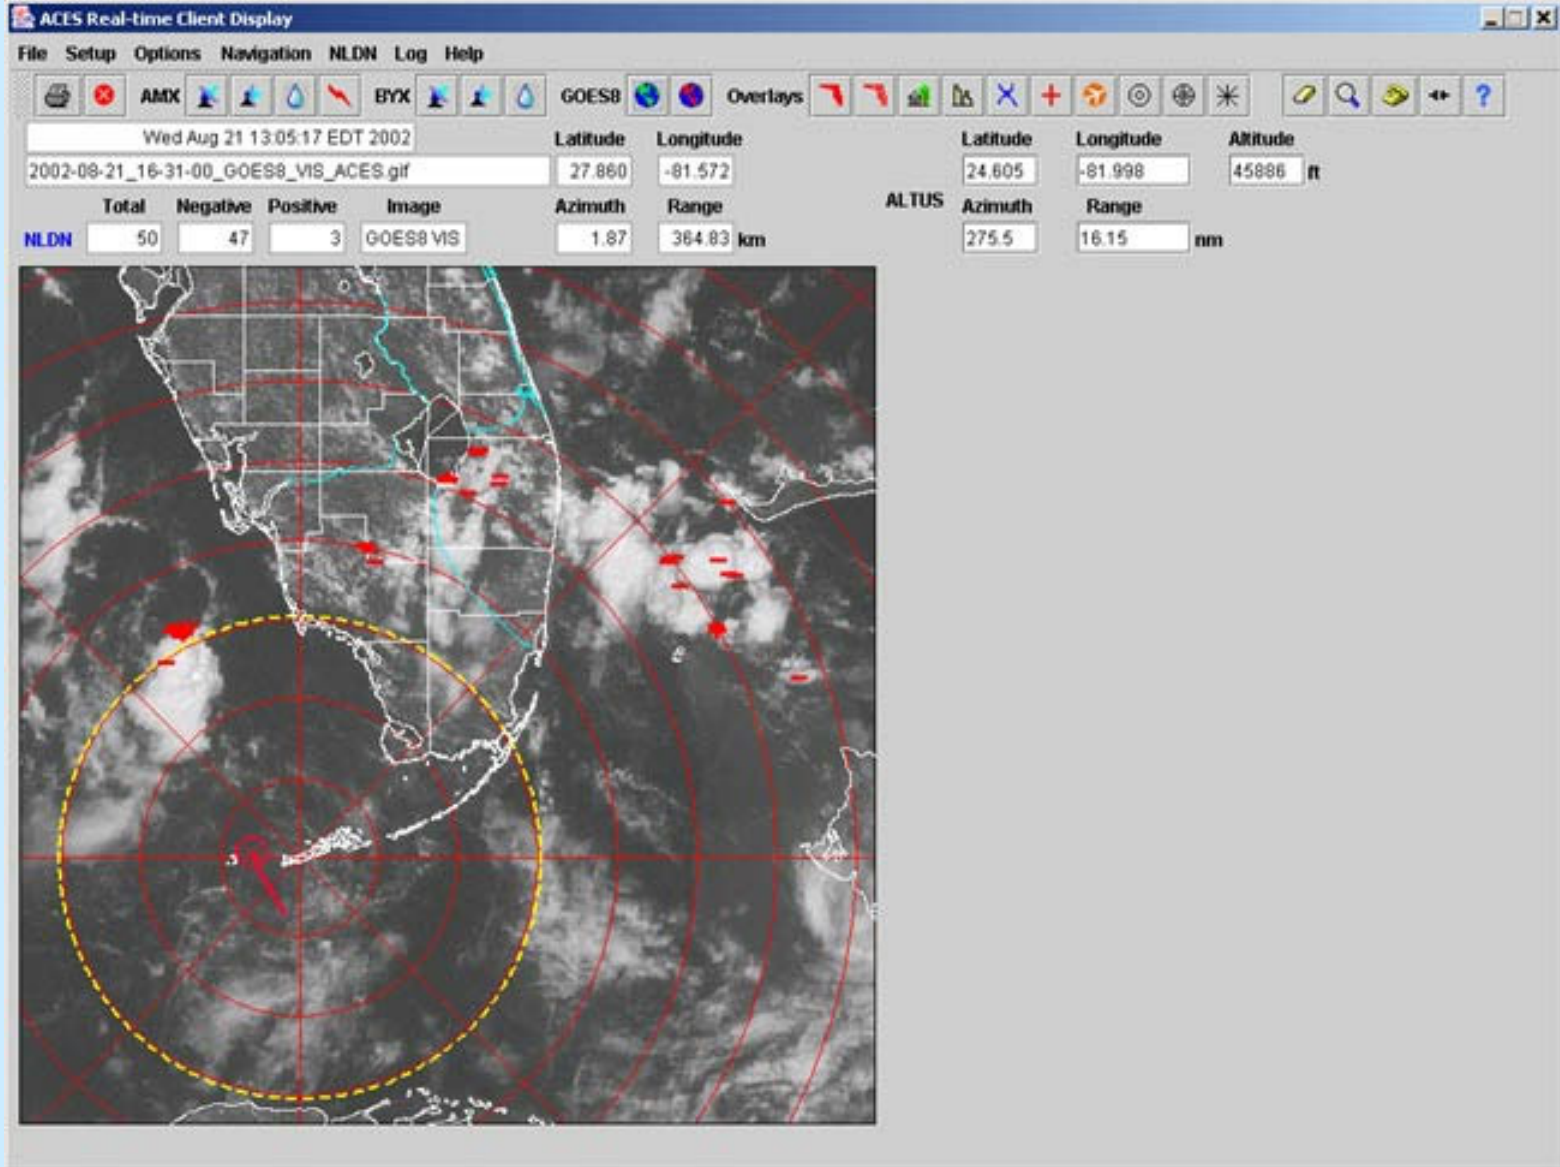 ACES Real-time Client Display
File Setup Options Navigation NLDN Log Help
AMX BYX GOES8 Overlays ?
Wed Aug 21 13:05:17 EDT 2002 Latitude Longitude Latitude Longitude Altitude
2002-08-21_16-31-00_GOES8_VIS_ACES.gif 27.860 -81.572 24.605 -81.998 45886 ft
Total Negative Positive Image Azimuth Range ALTUS Azimuth Range
NLDN 50 47 3 GOES8 VIS 1.87 364.83 km 275.5 16.15 nm